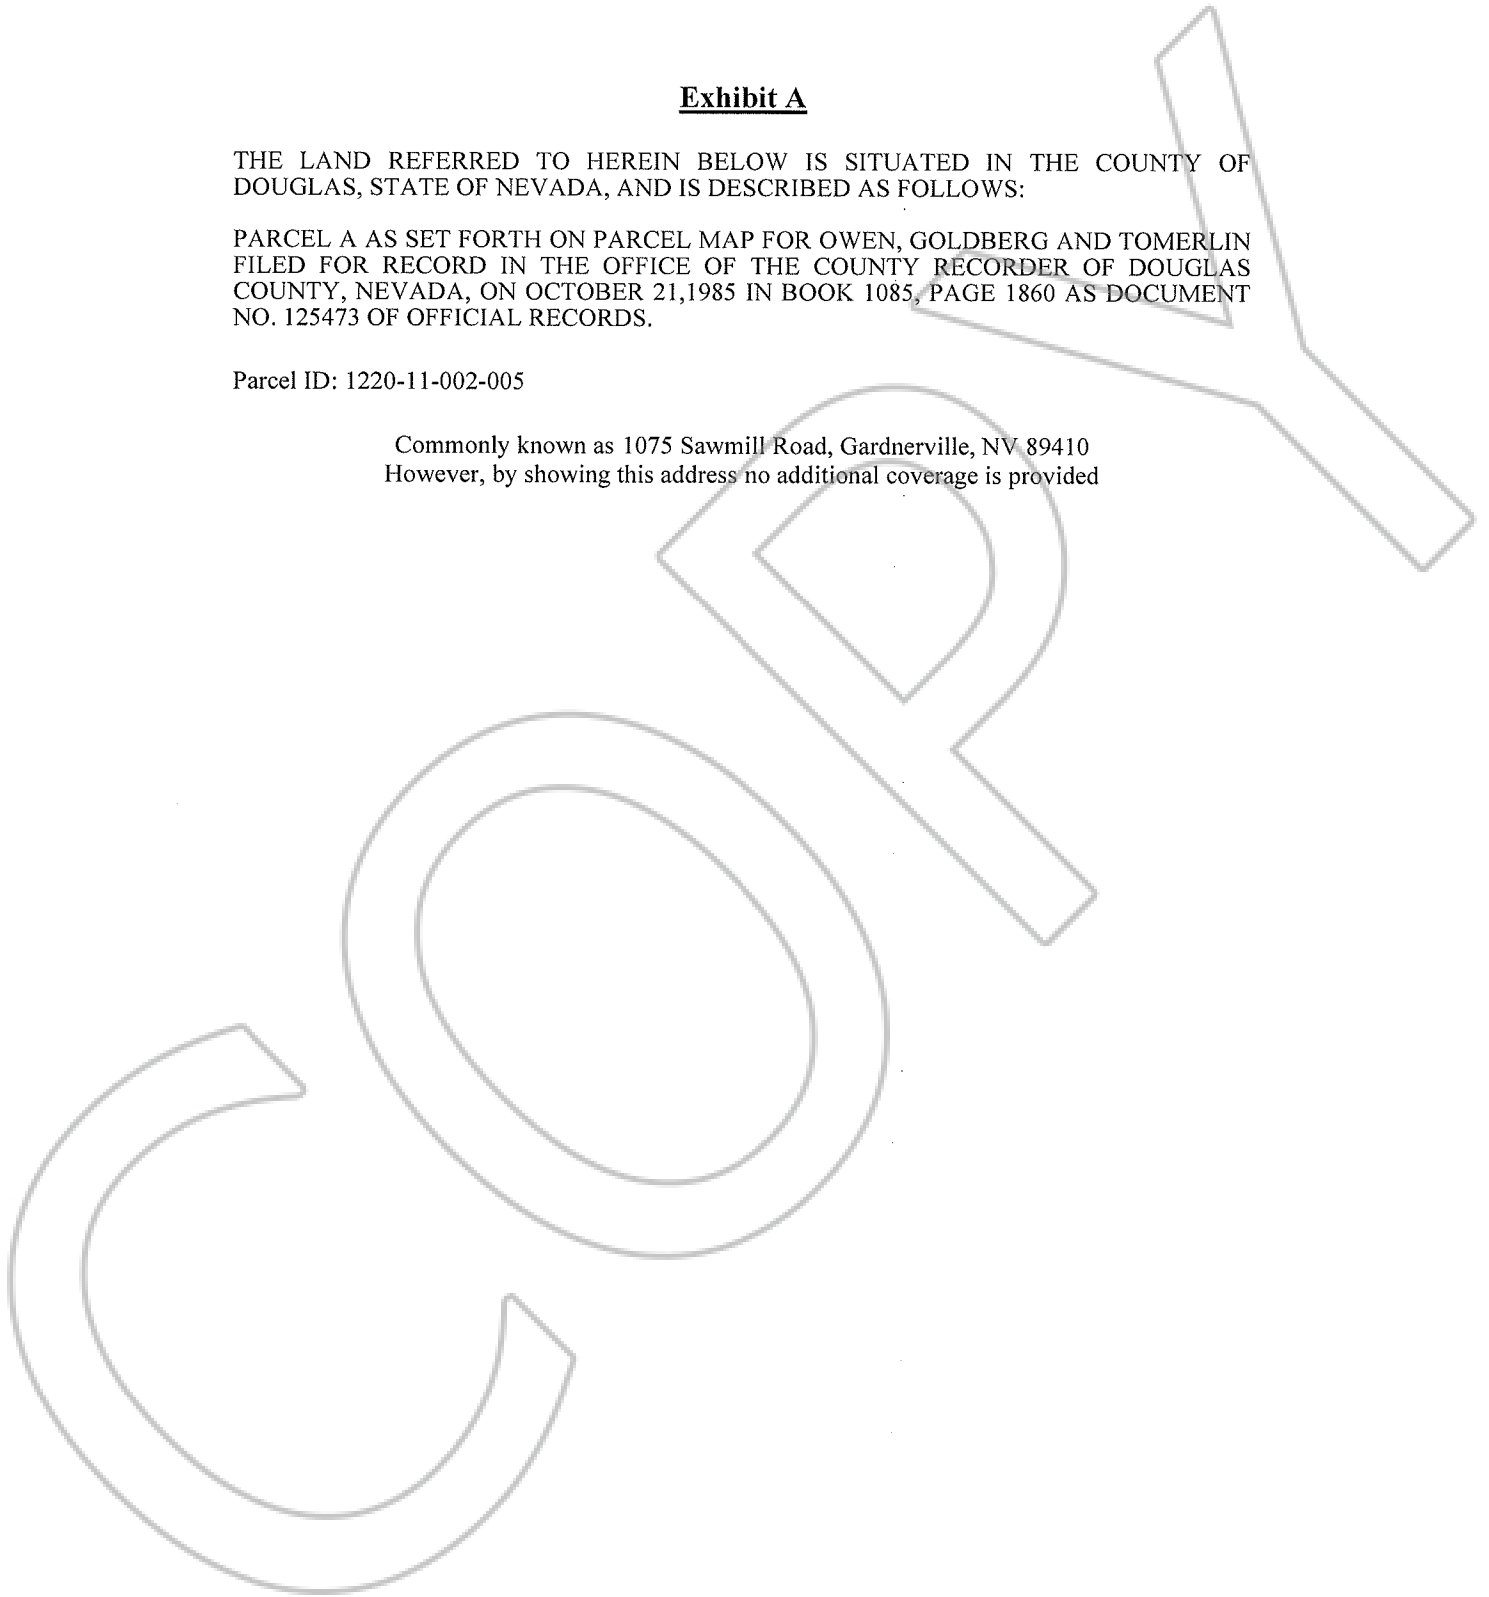 Exhibit A
THE LAND REFERRED TO HEREIN BELOW IS SITUATED IN THE COUNTY OF
DOUGLAS, STATE OF NEVADA, AND IS DESCRIBED AS FOLLOWS:
PARCEL A AS SET FORTH ON PARCEL MAP FOR OWEN, GOLDBERG AND TOMERLIN
FILED FOR RECORD IN THE OFFICE OF THE COUNTY RECORDER OF DOUGLAS
COUNTY, NEVADA, ON OCTOBER 21,1985 IN BOOK 1085, PAGE 1860 AS DOCUMENT
NO. 125473 OF OFFICIAL RECORDS.
Parcel ID: 1220-11-002-005
Commonly known as 1075 Sawmill Road, Gardnerville, NV 89410
However, by showing this address no additional coverage is provided
COPY